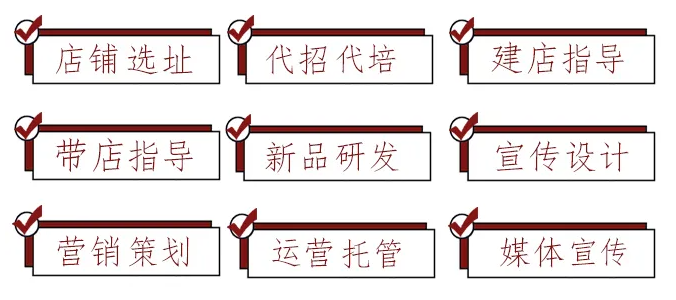 店铺选址
代招代培
建店指导
带店指导
新品研发
宣传设计
营销策划
运营托管
媒体宣传